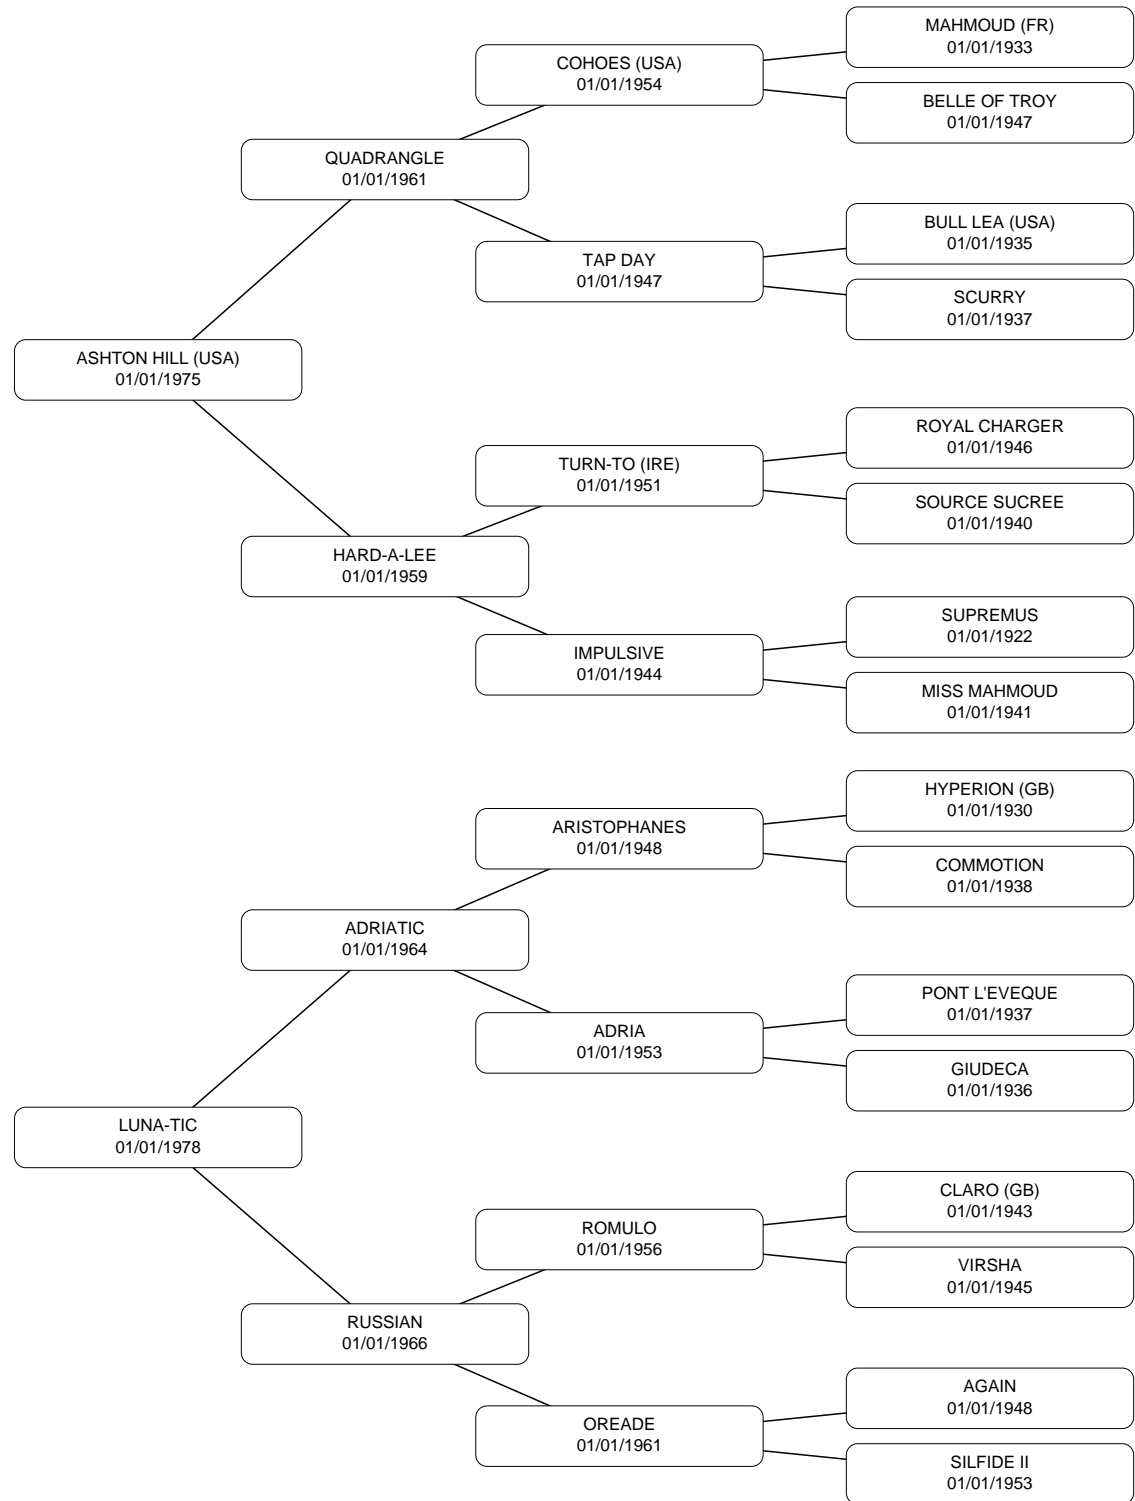 MAHMOUD (FR)
01/01/1933
COHOES (USA)
01/01/1954
BELLE OF TROY
01/01/1947
QUADRANGLE
01/01/1961
BULL LEA (USA)
01/01/1935
TAP DAY
01/01/1947
SCURRY
01/01/1937
ASHTON HILL (USA)
01/01/1975
ROYAL CHARGER
01/01/1946
TURN-TO (IRE)
01/01/1951
SOURCE SUCREE
01/01/1940
HARD-A-LEE
01/01/1959
SUPREMUS
01/01/1922
IMPULSIVE
01/01/1944
MISS MAHMOUD
01/01/1941
HYPERION (GB)
01/01/1930
ARISTOPHANES
01/01/1948
COMMOTION
01/01/1938
ADRIATIC
01/01/1964
PONT L'EVEQUE
01/01/1937
ADRIA
01/01/1953
GIUDECA
01/01/1936
LUNA-TIC
01/01/1978
CLARO (GB)
01/01/1943
ROMULO
01/01/1956
VIRSHA
01/01/1945
RUSSIAN
01/01/1966
AGAIN
01/01/1948
OREADE
01/01/1961
SILFIDE II
01/01/1953